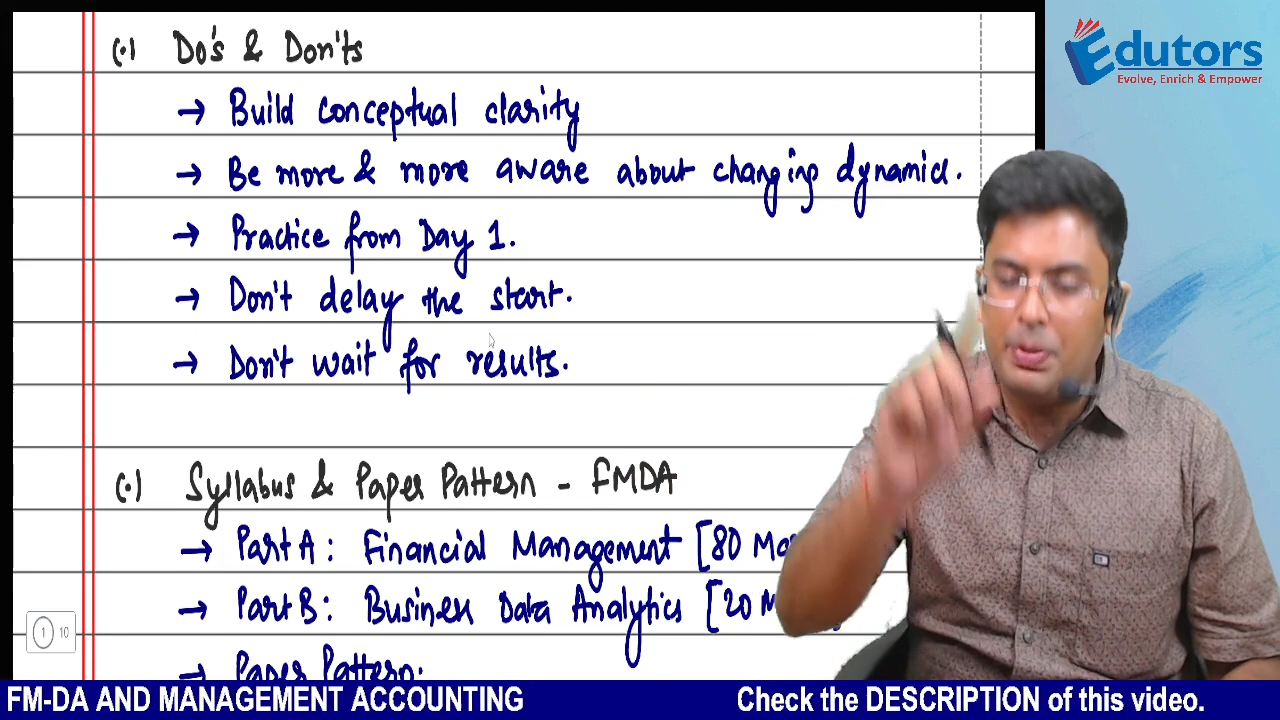 (•) Do's & Don'ts
→ Build conceptual clarity
→ Be more & more aware about changing dynamics.
→ Practice from Day 1.
→ Don't delay the start.
→ Don't wait for results.
(•) Syllabus & Paper Pattern - FMDA
→ Part A: Financial Management [80
→ Part B: Business Data Analytics [20
→ Paper Pattern:
1 10
Edutors
Evolve, Enrich & Empower
FM-DA AND MANAGEMENT ACCOUNTING
Check the DESCRIPTION of this video.